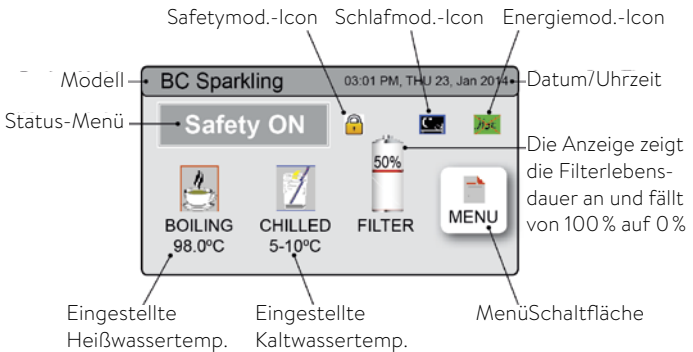 Safetymod.-Icon Schlafmod.-Icon Energiemod.-Icon
Modell
BC Sparkling
03:01 PM, THU 23, Jan 2014
Datum/Uhrzeit
Status-Menü
Safety ON
50%
Die Anzeige zeigt
die Filterlebens-
dauer an und fällt
von 100 % auf 0 %
BOILING
98.0ºC
CHILLED
5-10ºC
FILTER
MENU
Eingestellte
Heißwassertemp.
Eingestellte
Kaltwassertemp.
MenüSchaltfläche